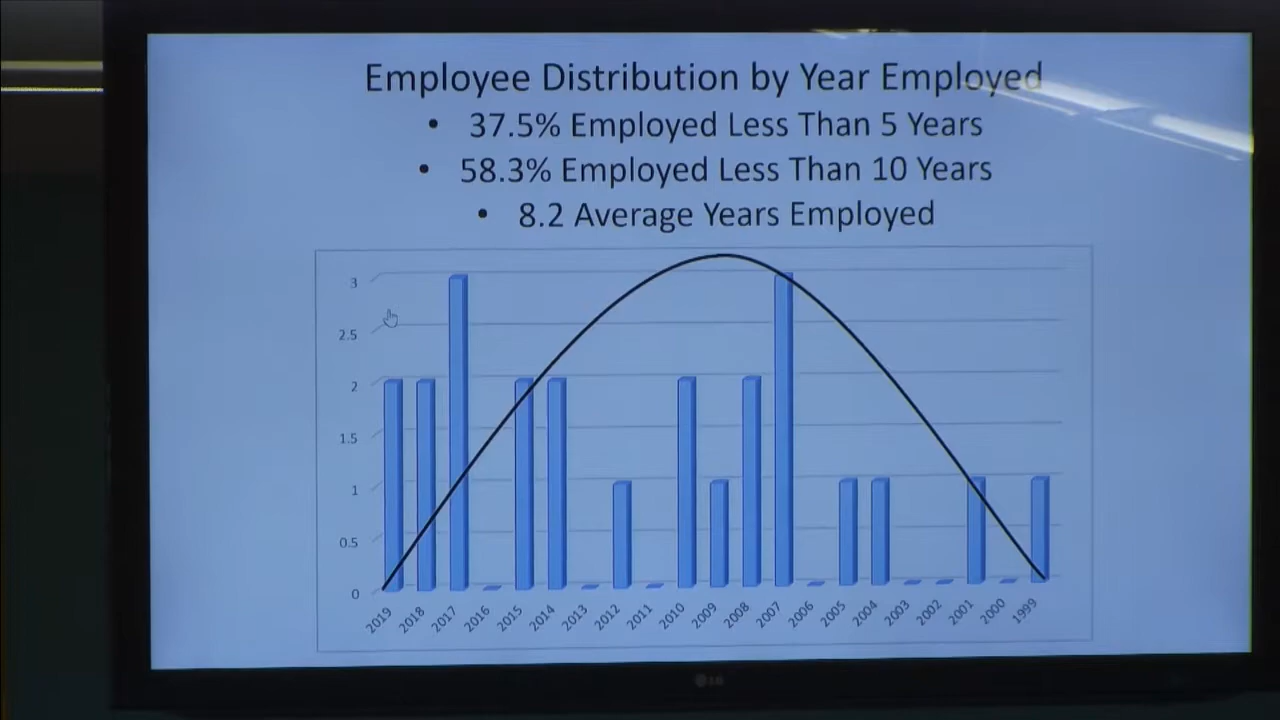 Employee Distribution by Year Employed
• 37.5% Employed Less Than 5 Years
• 58.3% Employed Less Than 10 Years
• 8.2 Average Years Employed
3
2.5
2
1.5
1
0.5
0
2019 2018 2017 2016 2015 2014 2013 2012 2011 2010 2009 2008 2007 2006 2005 2004 2003 2002 2001 2000 1999
LG